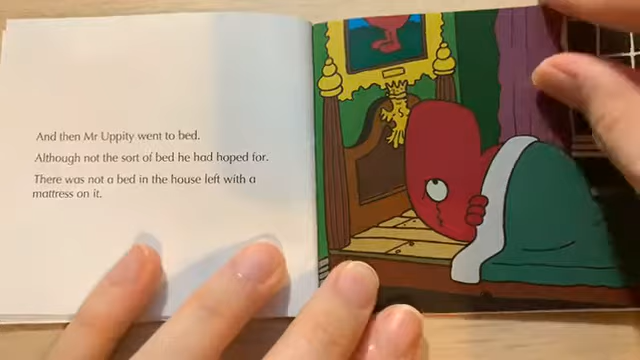 And then Mr Uppity went to bed.
Although not the sort of bed he had hoped for.
There was not a bed in the house left with a
mattress on it.